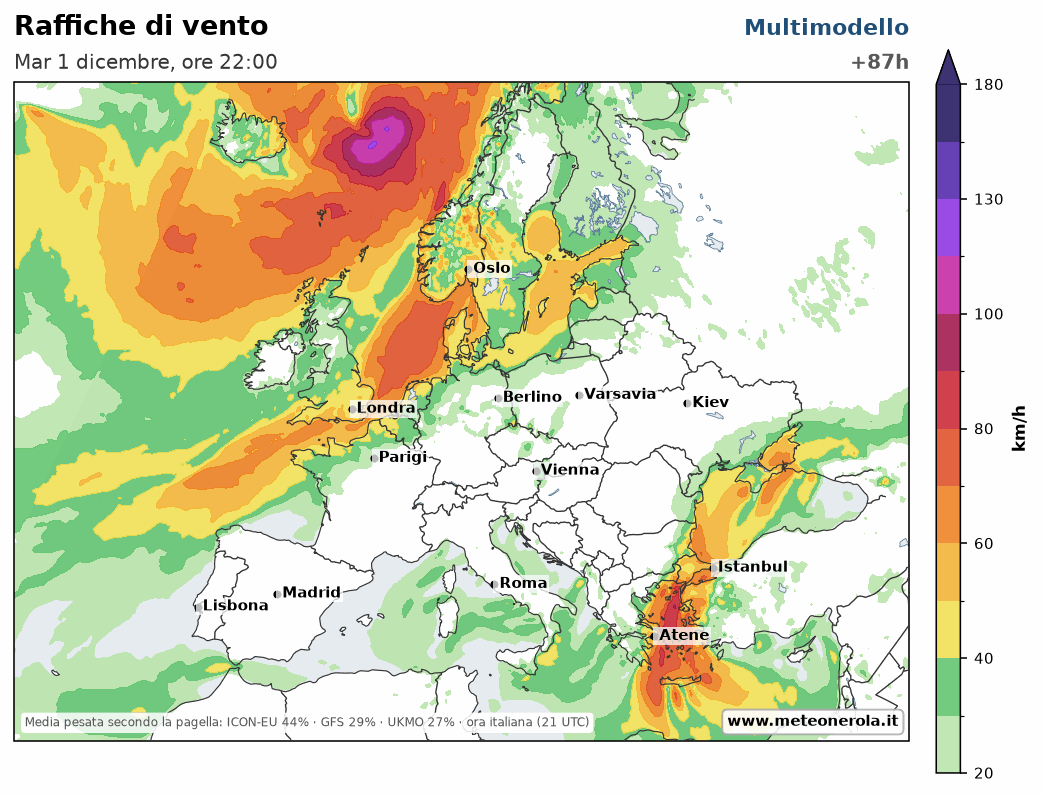 Raffiche di vento
Multimodello
Mar 1 dicembre, ore 22:00
+87h
180
130
100
80
60
40
20
km/h
Oslo
Londra
Berlino
Varsavia
Kiev
Parigi
Vienna
Istanbul
Roma
Madrid
Lisbona
Atene
Media pesata secondo la pagella: ICON-EU 44% · GFS 29% · UKMO 27% · ora italiana (21 UTC)
www.meteonerola.it